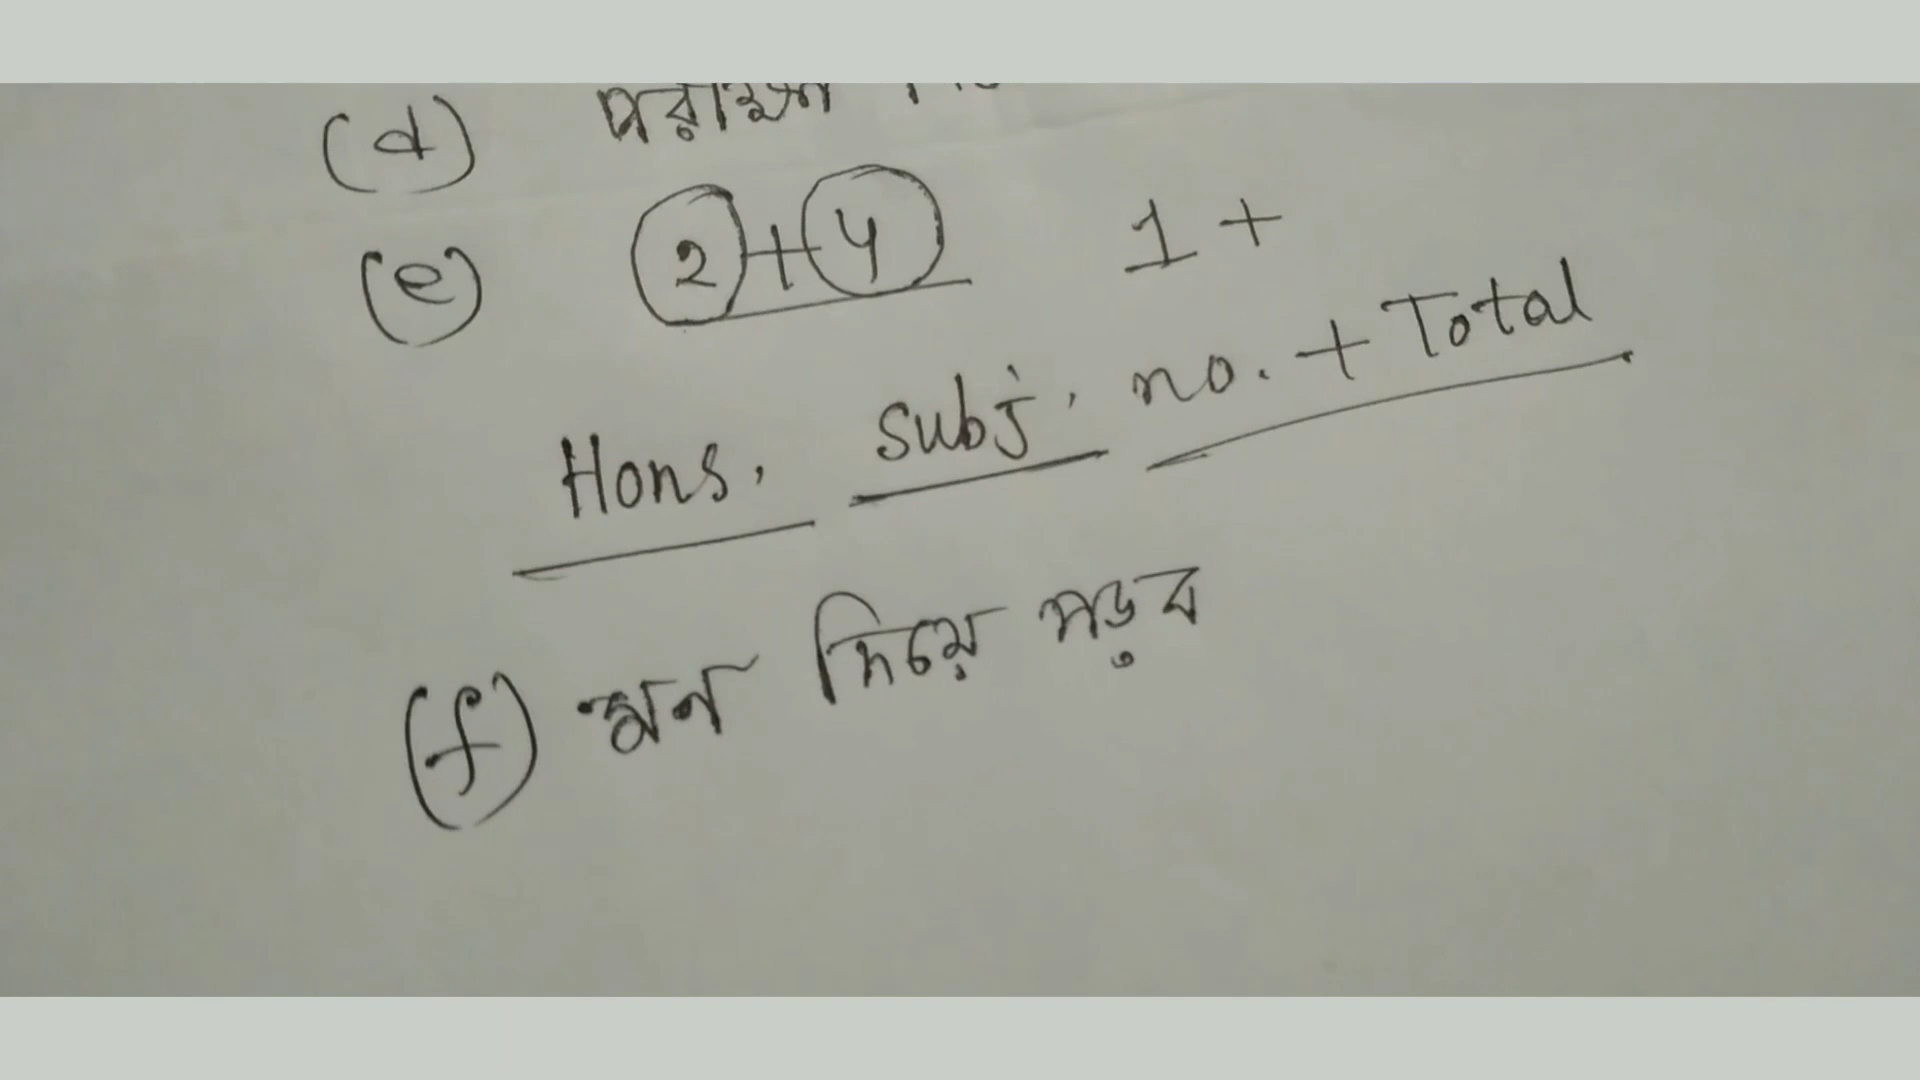 (d) পরীক্ষা
(e) 2+4 1+
Hons. Subj. no. + Total
(f) মন দিয়ে পড়ুব